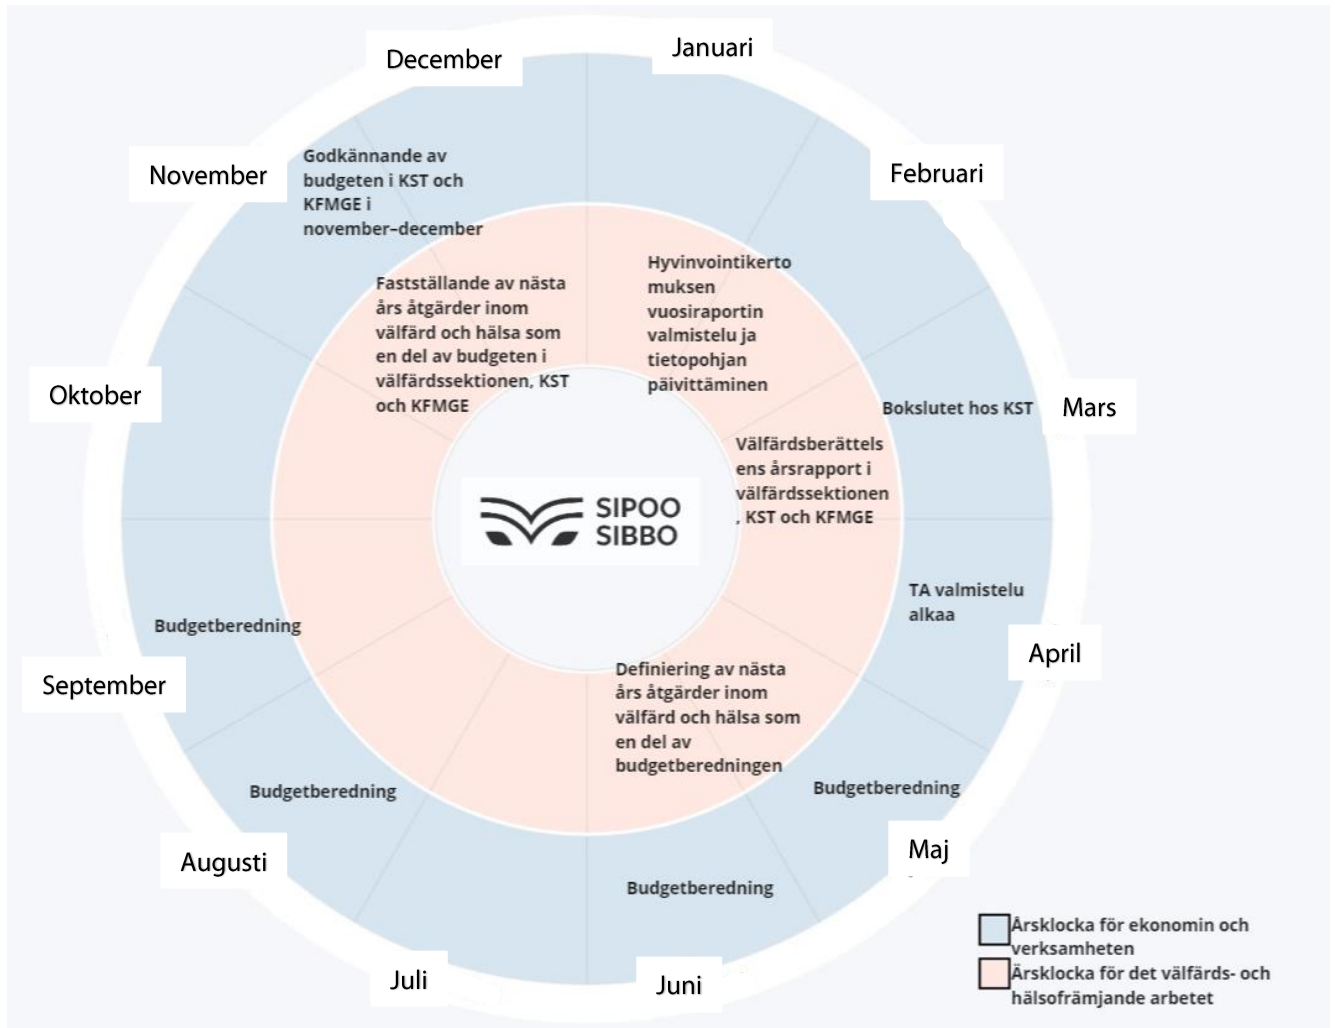 December
Januari
November
Februari
Godkännande av
budgeten i KST och
KFMGE i
november–december
Hyvinvointikerto
muksen
vuosiraportin
valmistelu ja
tietopohjan
päivittäminen
Fastställande av nästa
års åtgärder inom
välfärd och hälsa som
en del av budgeten i
välfärdssektionen, KST
och KFMGE
Oktober
Bokslutet hos KST
Mars
Välfärdsberättels
ens årsrapport i
välfärdssektionen
, KST och KFMGE
SIPOO
SIBBO
TA valmistelu
alkaa
Budgetberedning
April
September
Definiering av nästa
års åtgärder inom
välfärd och hälsa som
en del av
budgetberedningen
Budgetberedning
Budgetberedning
Augusti
Maj
Budgetberedning
Juli
Juni
Årsklocka för ekonomin och
verksamheten
Ärsklocka för det välfärds- och
hälsofrämjande arbetet